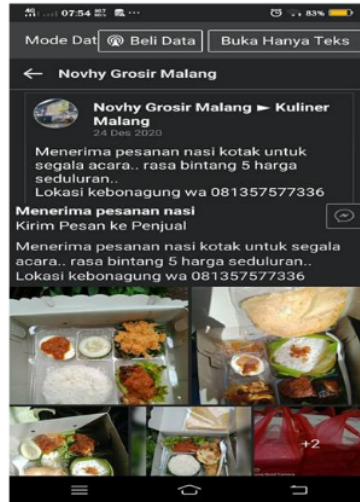 07:54
83%
Mode Dat Beli Data Buka Hanya Teks
Novhy Grosir Malang
Novhy Grosir Malang ► Kuliner
Malang
24 Des 2020
Menerima pesanan nasi kotak untuk
segala acara.. rasa bintang 5 harga
seduluran..
Lokasi kebonagung wa 081357577336
Menerima pesanan nasi
Kirim Pesan ke Penjual
Menerima pesanan nasi kotak untuk segala
acara.. rasa bintang 5 harga seduluran..
Lokasi kebonagung wa 081357577336
+2